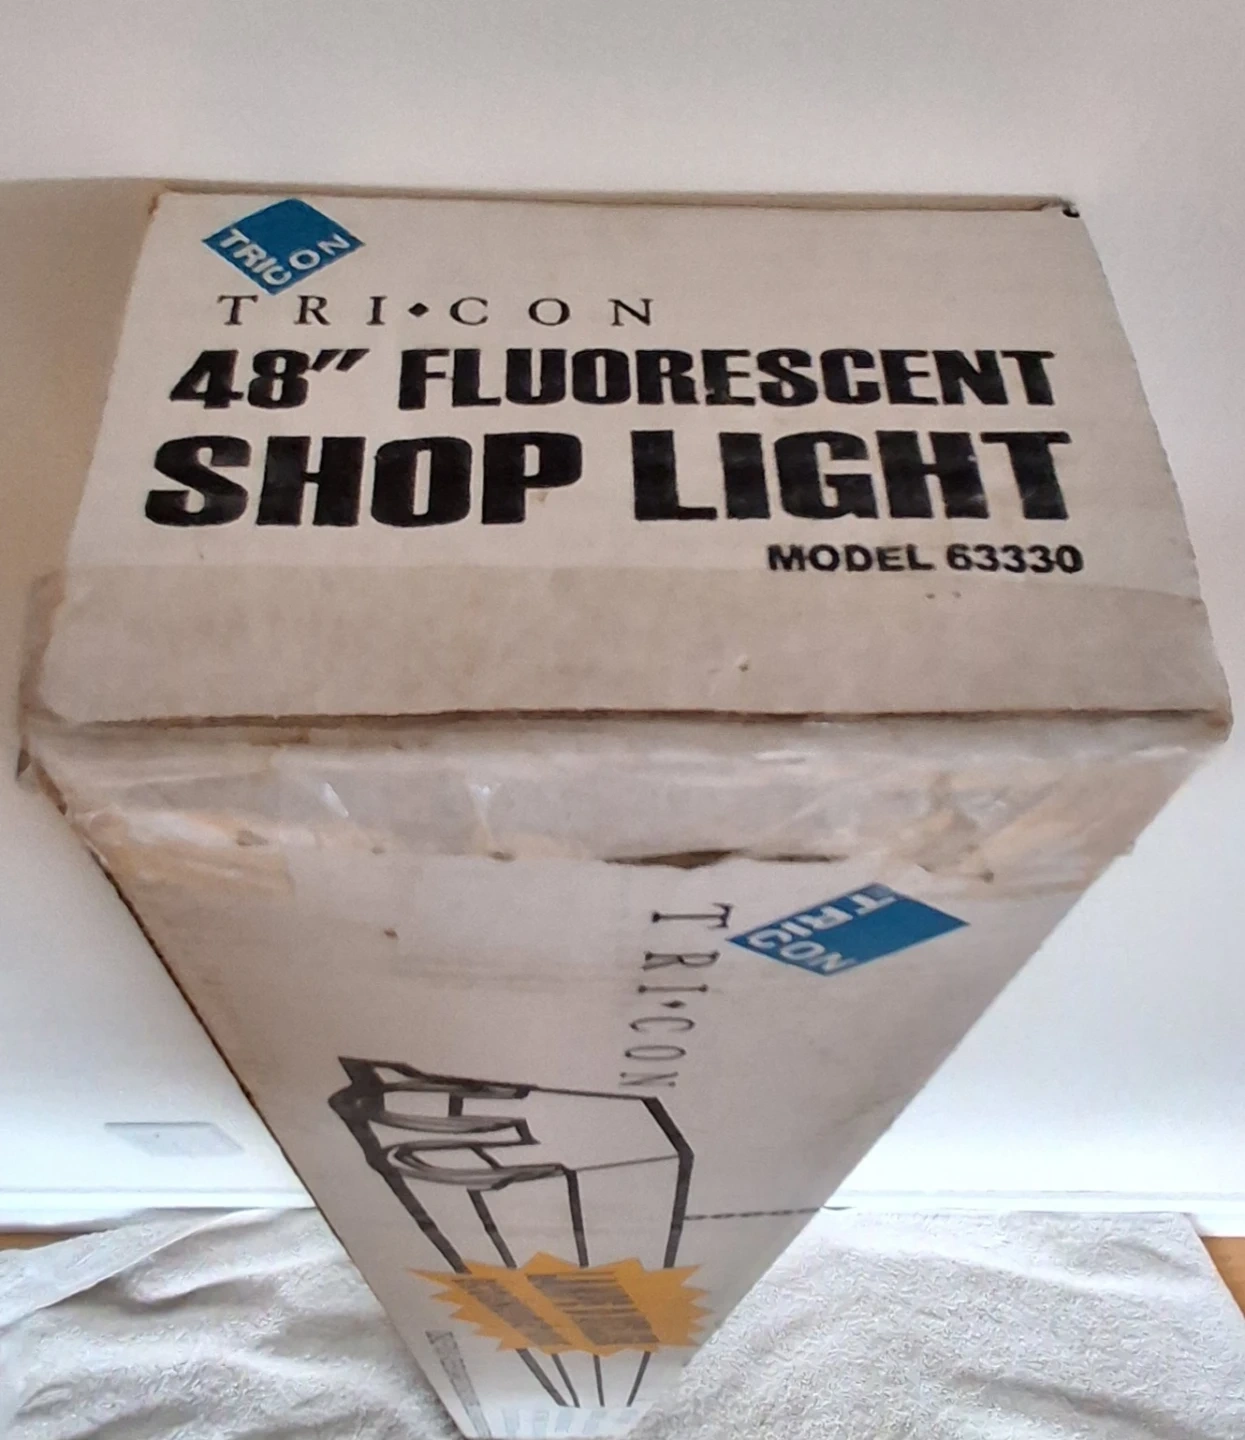 TRICON
TRI•CON
48" FLUORESCENT
SHOP LIGHT
MODEL 63330
TRICON
TRI•CON